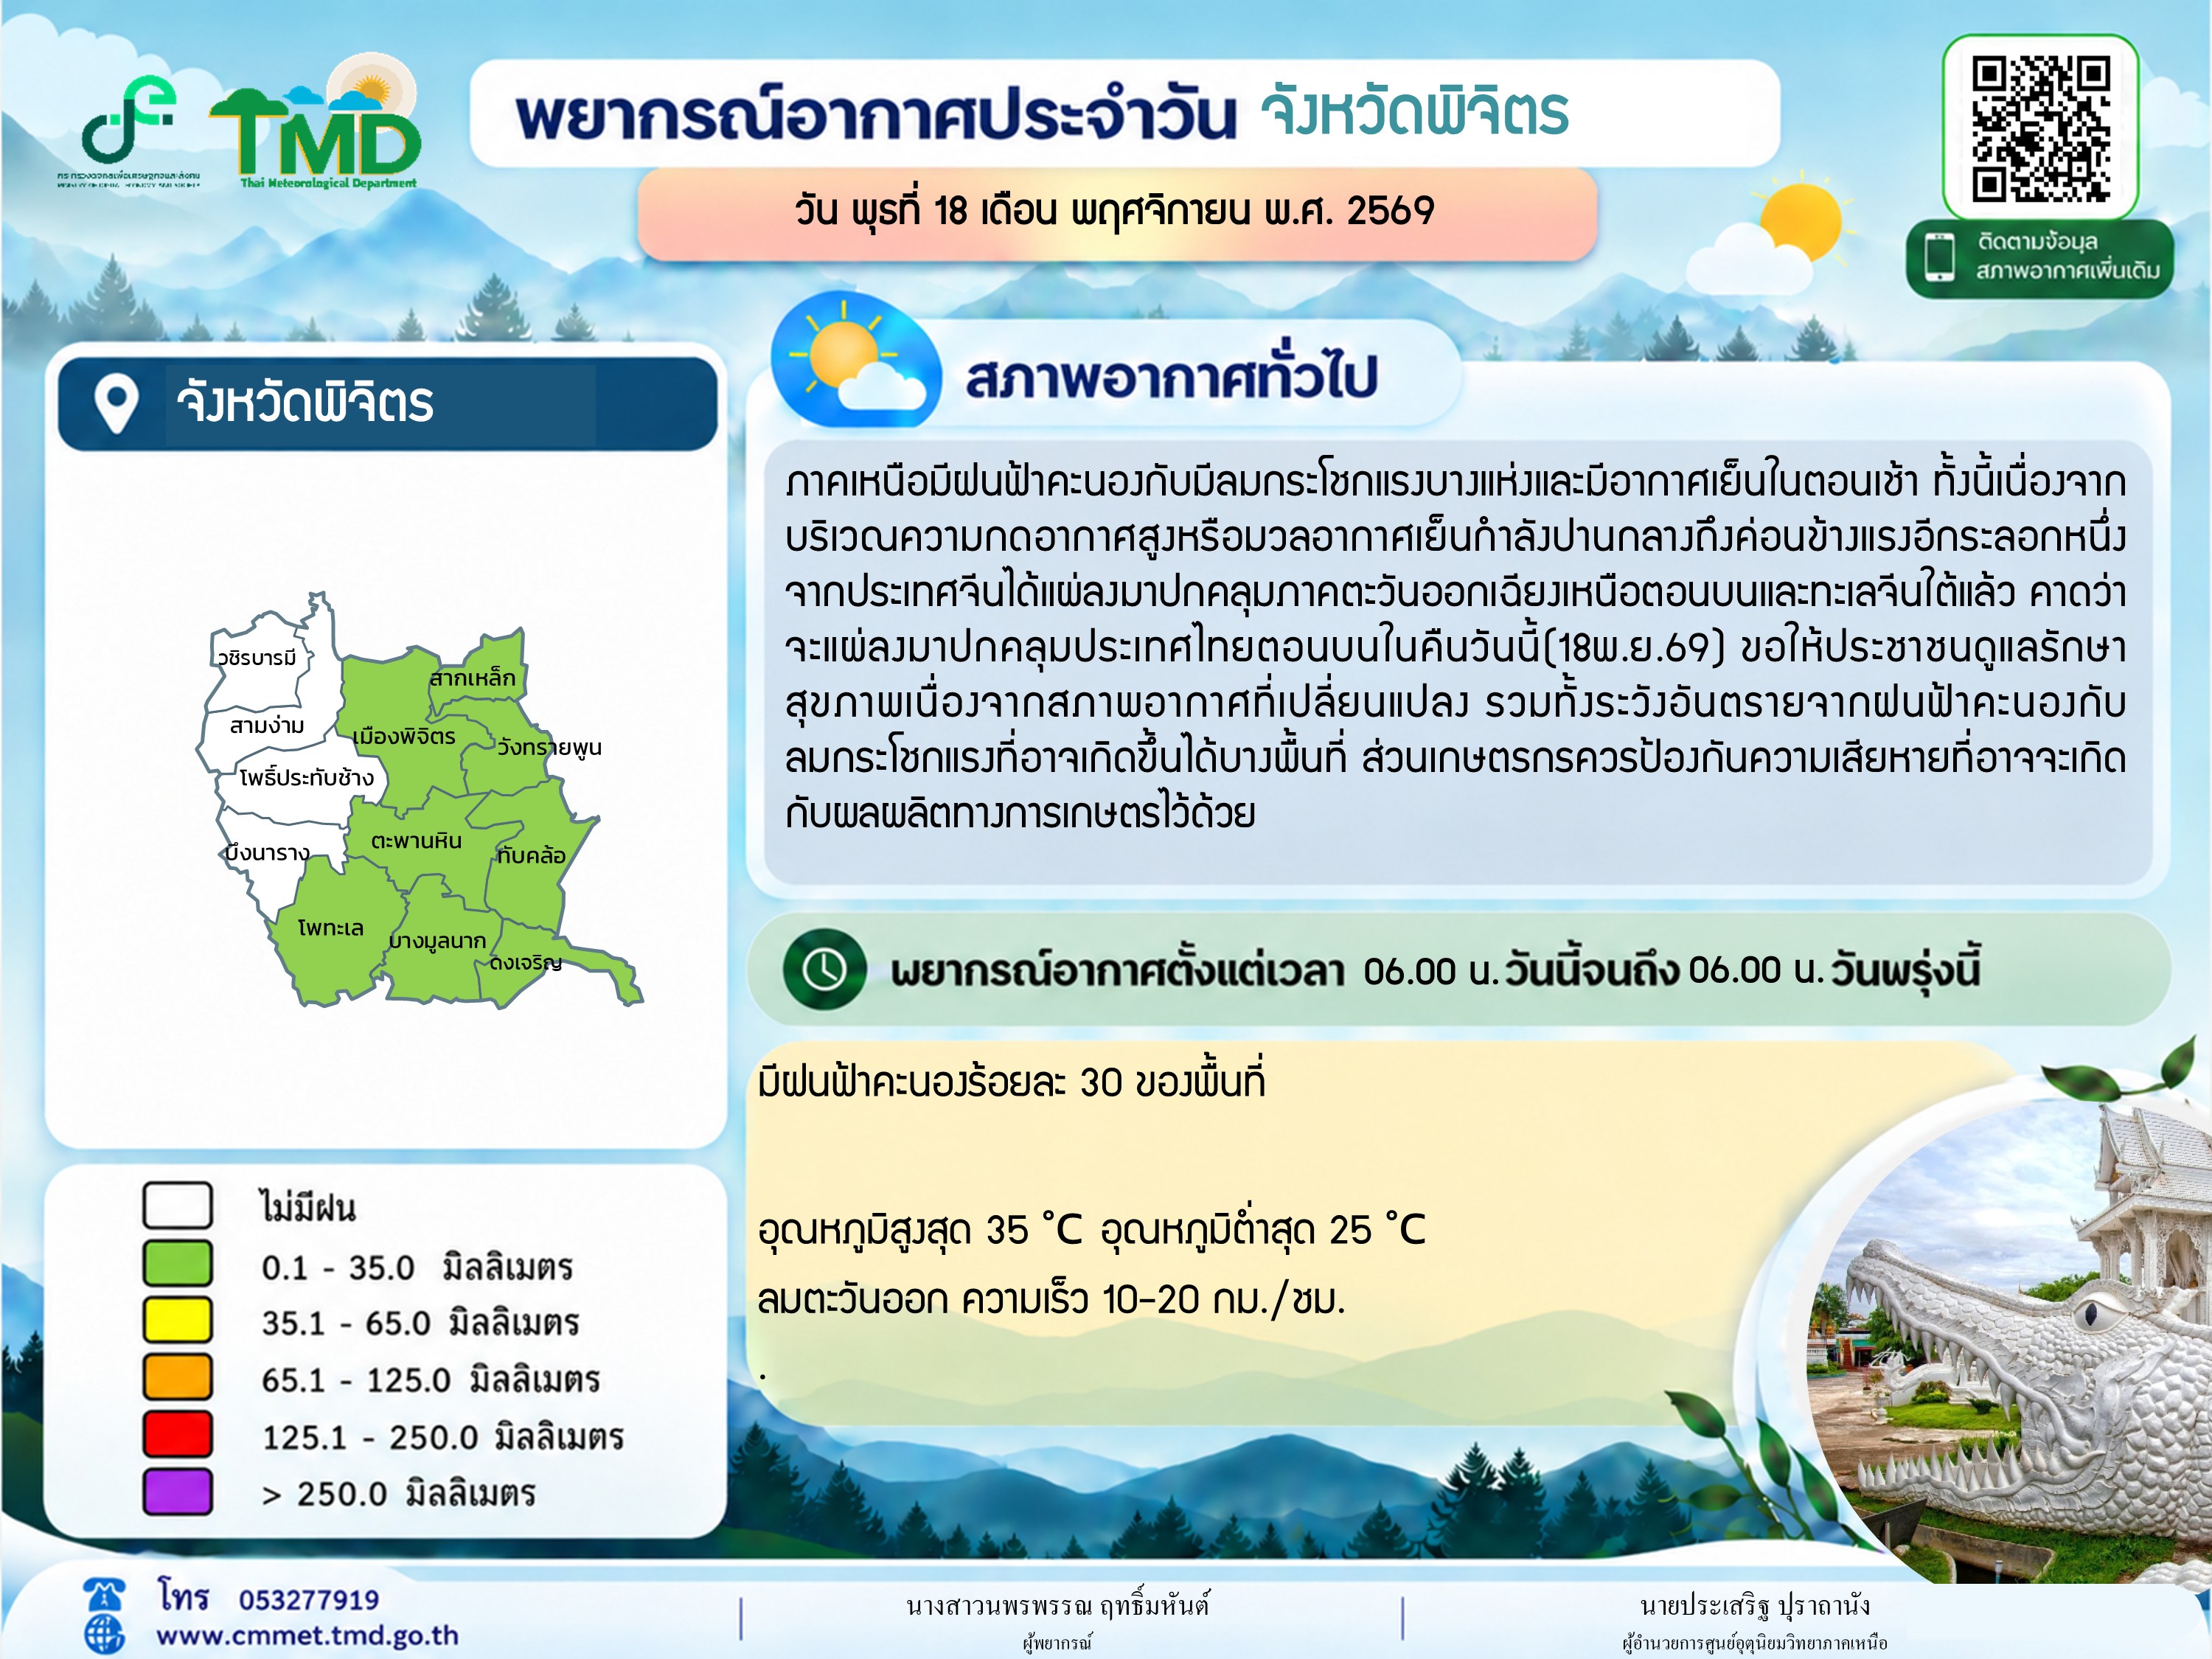 พยากรณ์อากาศประจำวัน จังหวัดพิจิตร
TMD
Thai Meteorological Department
วัน พุธที่ 18 เดือน พฤศจิกายน พ.ศ. 2569
ติดตามข้อมูล
สภาพอากาศเพิ่มเติม
จังหวัดพิจิตร
วชิรบารมี
สากเหล็ก
สามง่าม
เมืองพิจิตร
วังทรายพูน
โพธิ์ประทับช้าง
ตะพานหิน
บึงนาราง
ทับคล้อ
โพทะเล
บางมูลนาก
ดงเจริญ
ไม่มีฝน
0.1 - 35.0 มิลลิเมตร
35.1 - 65.0 มิลลิเมตร
65.1 - 125.0 มิลลิเมตร
125.1 - 250.0 มิลลิเมตร
> 250.0 มิลลิเมตร
สภาพอากาศทั่วไป
ภาคเหนือมีฝนฟ้าคะนองกับมีลมกระโชกแรงบางแห่งและมีอากาศเย็นในตอนเช้า ทั้งนี้เนื่องจาก
บริเวณความกดอากาศสูงหรือมวลอากาศเย็นกำลังปานกลางถึงค่อนข้างแรงอีกระลอกหนึ่ง
จากประเทศจีนได้แผ่ลงมาปกคลุมภาคตะวันออกเฉียงเหนือตอนบนและทะเลจีนใต้แล้ว คาดว่า
จะแผ่ลงมาปกคลุมประเทศไทยตอนบนในคืนวันนี้(18พ.ย.69) ขอให้ประชาชนดูแลรักษา
สุขภาพเนื่องจากสภาพอากาศที่เปลี่ยนแปลง รวมทั้งระวังอันตรายจากฝนฟ้าคะนองกับ
ลมกระโชกแรงที่อาจเกิดขึ้นได้บางพื้นที่ ส่วนเกษตรกรควรป้องกันความเสียหายที่อาจจะเกิด
กับผลผลิตทางการเกษตรไว้ด้วย
พยากรณ์อากาศตั้งแต่เวลา 06.00 น. วันนี้จนถึง 06.00 น. วันพรุ่งนี้
มีฝนฟ้าคะนองร้อยละ 30 ของพื้นที่
อุณหภูมิสูงสุด 35 °C อุณหภูมิต่ำสุด 25 °C
ลมตะวันออก ความเร็ว 10-20 กม./ชม.
.
โทร 053277919
www.cmmet.tmd.go.th
นางสาวนพรพรรณ ฤทธิ์มหันต์
ผู้พยากรณ์
นายประเสริฐ ปุราถานัง
ผู้อำนวยการศูนย์อุตุนิยมวิทยาภาคเหนือ